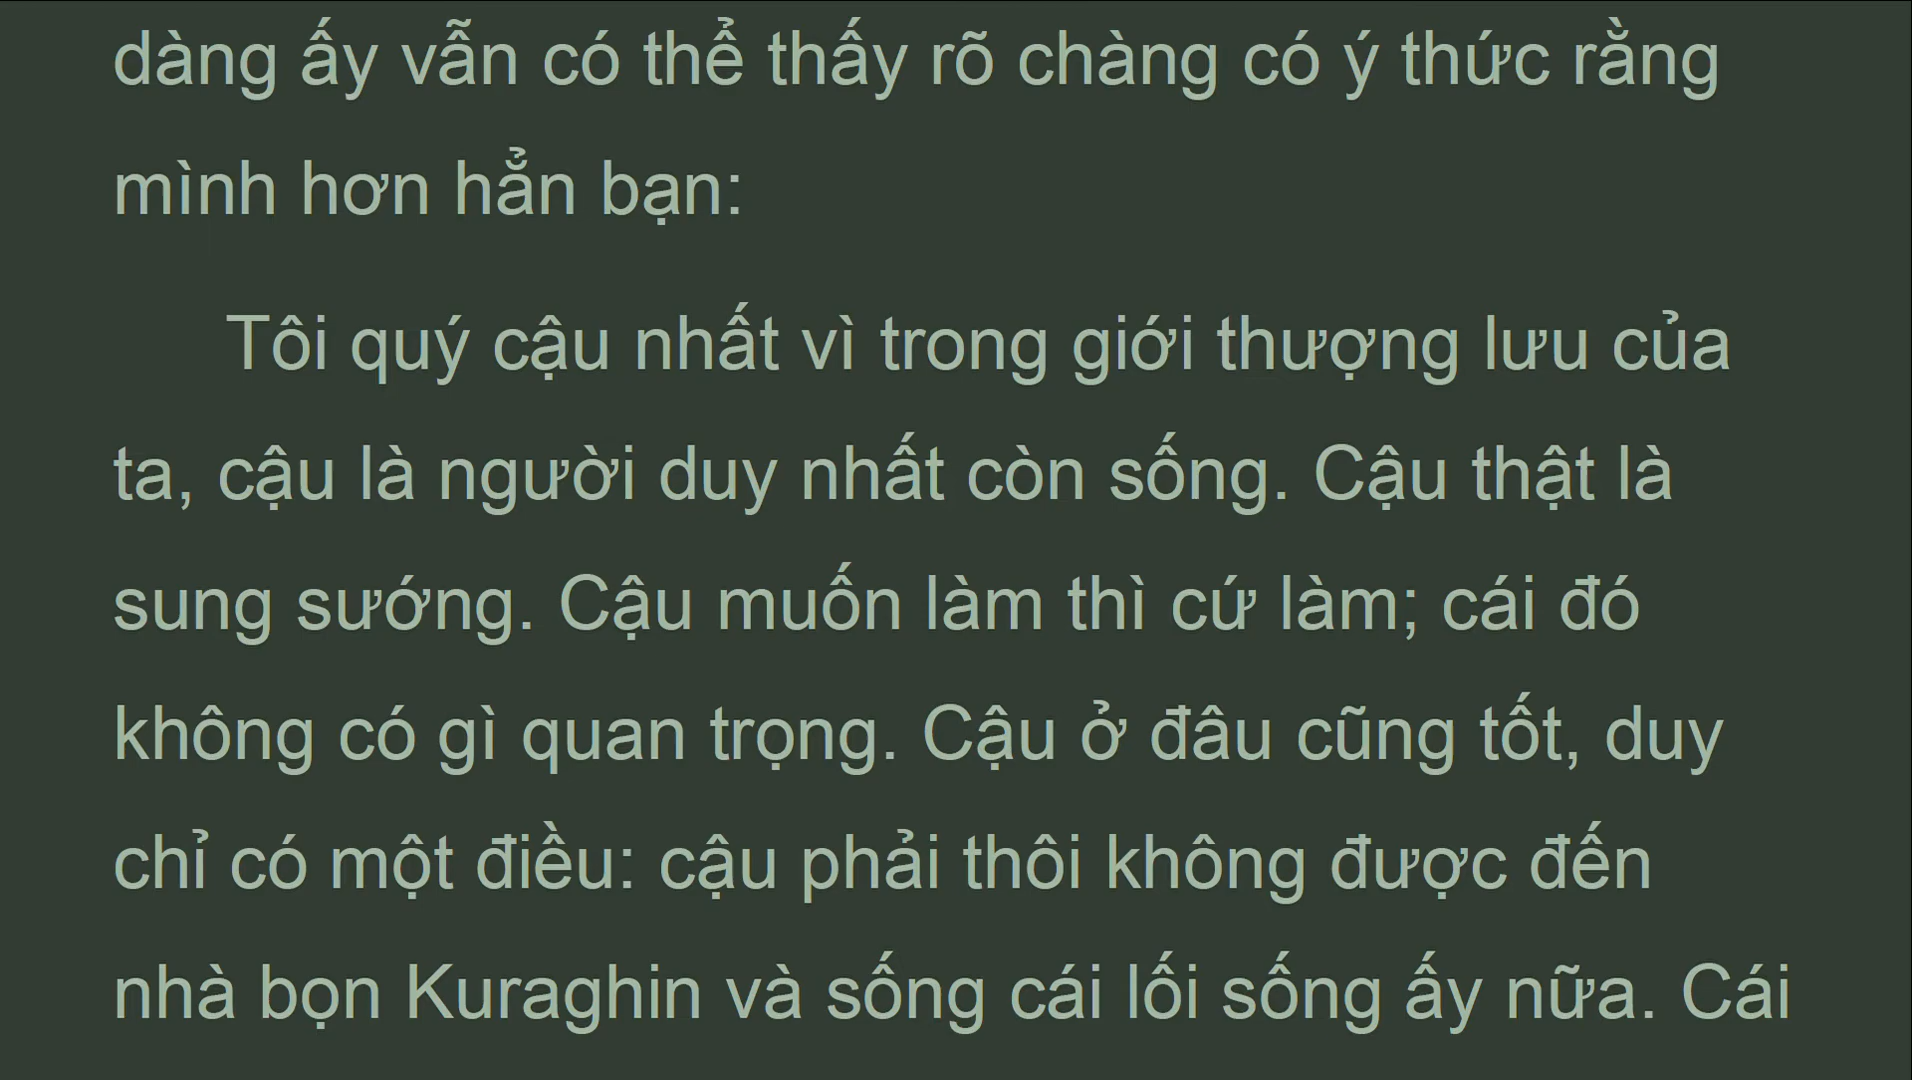 dàng ấy vẫn có thể thấy rõ chàng có ý thức rằng
mình hơn hẳn bạn:
Tôi quý cậu nhất vì trong giới thượng lưu của
ta, cậu là người duy nhất còn sống. Cậu thật là
sung sướng. Cậu muốn làm thì cứ làm; cái đó
không có gì quan trọng. Cậu ở đâu cũng tốt, duy
chỉ có một điều: cậu phải thôi không được đến
nhà bọn Kuraghin và sống cái lối sống ấy nữa. Cái